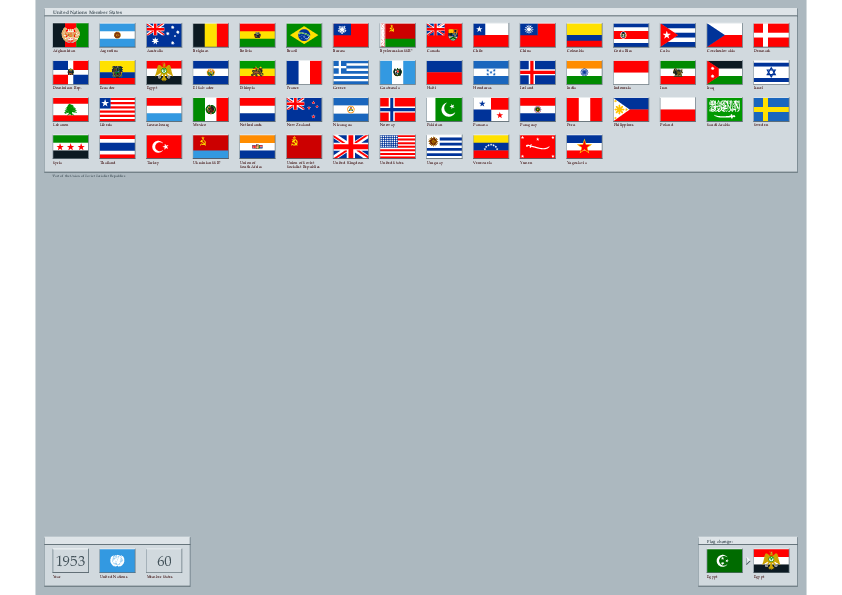 United Nations Member States
Afghanistan Argentina Australia Belgium Bolivia Brazil Burma Byelorussian SSR* Canada Chile China Colombia Costa Rica Cuba Czechoslovakia Denmark
Dominican Rep. Ecuador Egypt El Salvador Ethiopia France Greece Guatemala Haiti Honduras Iceland India Indonesia Iran Iraq Israel
Lebanon Liberia Luxembourg Mexico Netherlands New Zealand Nicaragua Norway Pakistan Panama Paraguay Peru Philippines Poland Saudi Arabia Sweden
Syria Thailand Turkey Ukrainian SSR* Union of South Africa Union of Soviet Socialist Republics United Kingdom United States Uruguay Venezuela Yemen Yugoslavia
1953
60
Year United Nations Member States
Flag change:
Egypt Egypt